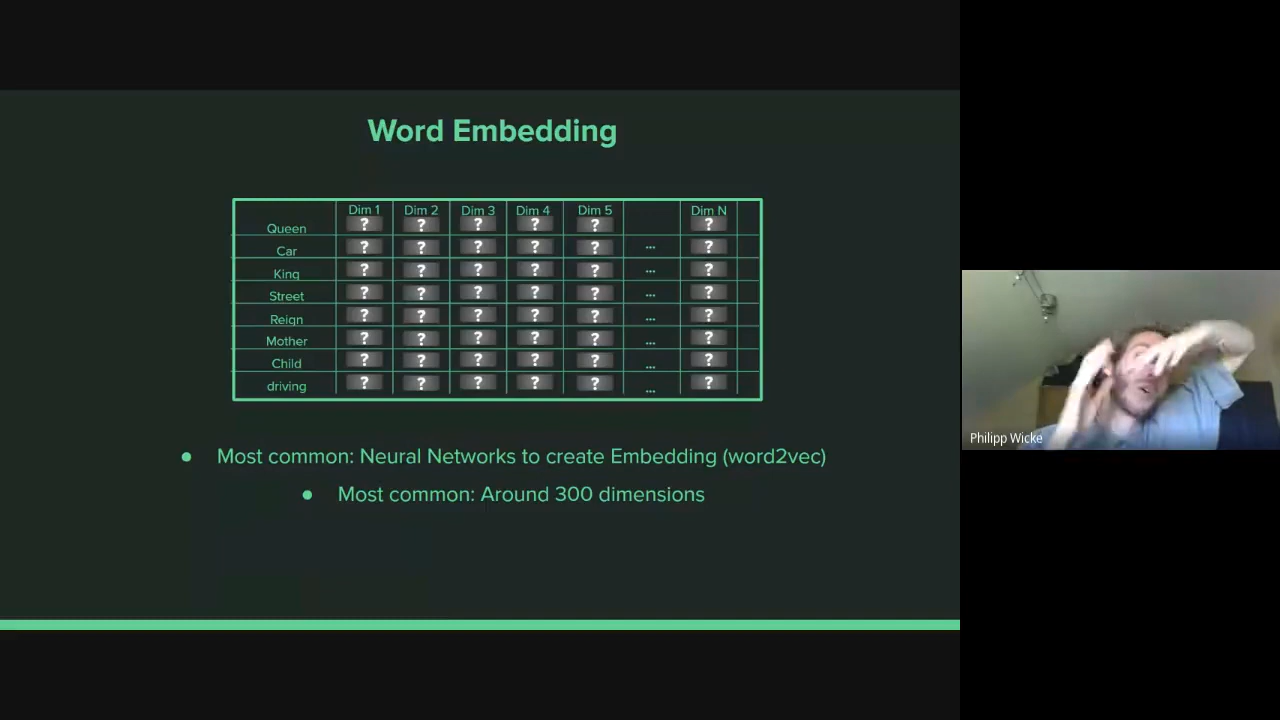 Word Embedding
Dim 1 Dim 2 Dim 3 Dim 4 Dim 5 Dim N
Queen ? ? ? ? ? ?
Car ? ? ? ? ? ... ?
King ? ? ? ? ? ... ?
Street ? ? ? ? ? ... ?
Reign ? ? ? ? ? ... ?
Mother ? ? ? ? ? ... ?
Child ? ? ? ? ? ... ?
driving ? ? ? ? ? ... ?
● Most common: Neural Networks to create Embedding (word2vec)
● Most common: Around 300 dimensions
Philipp Wicke